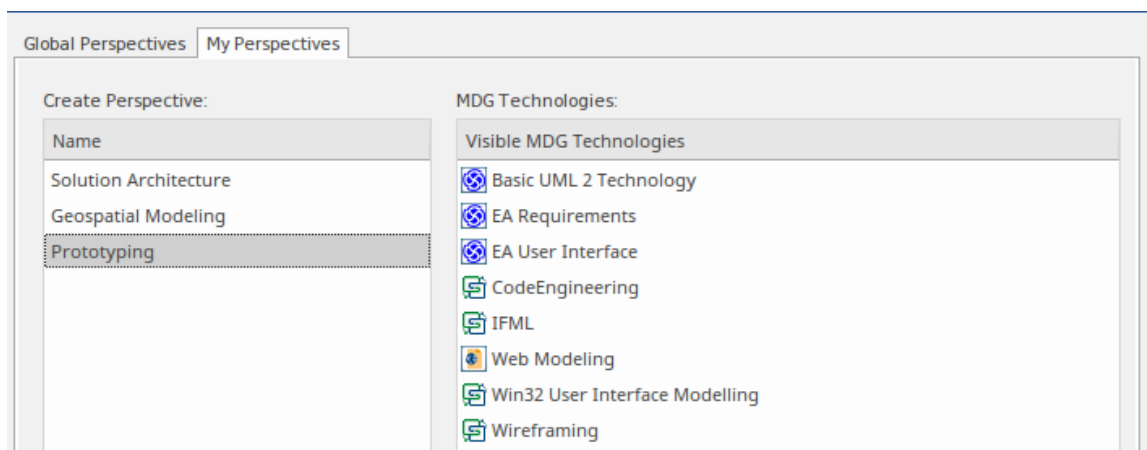 Global Perspectives
My Perspectives
Create Perspective:
Name
Solution Architecture
Geospatial Modeling
Prototyping
MDG Technologies:
Visible MDG Technologies
Basic UML 2 Technology
EA Requirements
EA User Interface
CodeEngineering
IFML
Web Modeling
Win32 User Interface Modelling
Wireframing